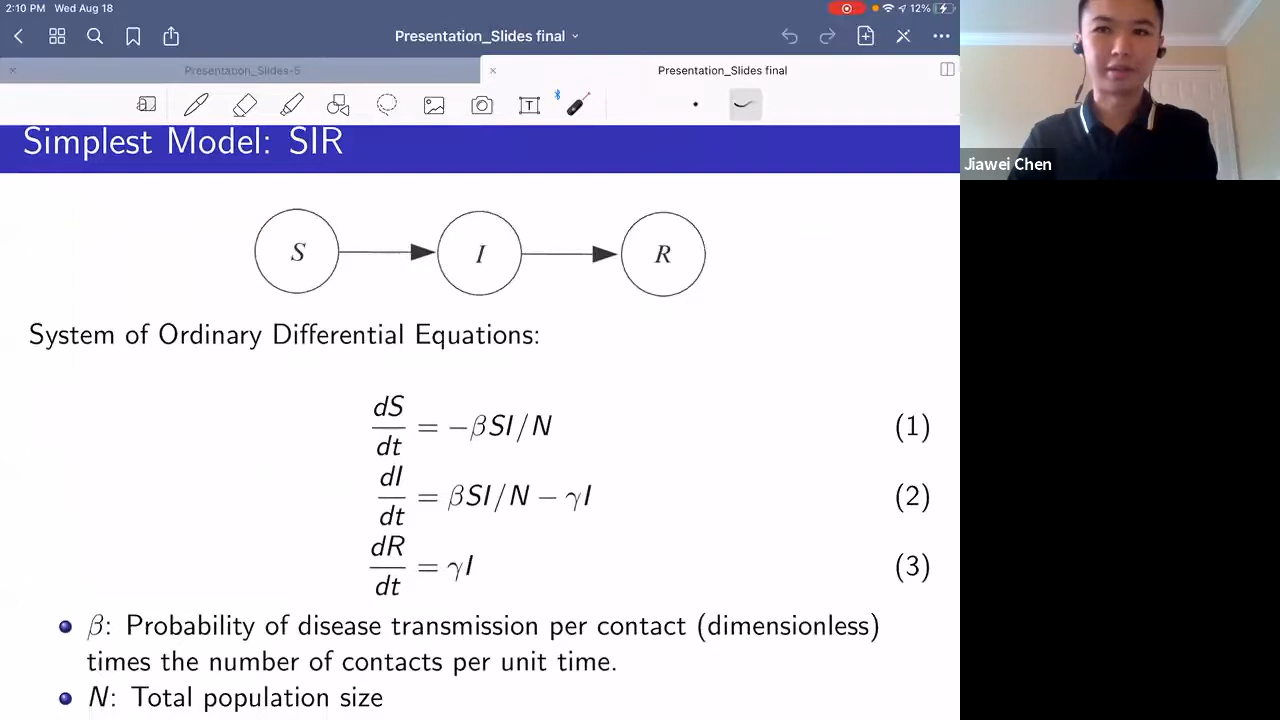 2:10 PM Wed Aug 18
12%
Presentation_Slides final
Presentation_Slides-5
Presentation_Slides final
T
Simplest Model: SIR
S
I
R
System of Ordinary Differential Equations:
dS/dt = −βSI/N (1)
dI/dt = βSI/N − γI (2)
dR/dt = γI (3)
β: Probability of disease transmission per contact (dimensionless)
times the number of contacts per unit time.
N: Total population size
Jiawei Chen